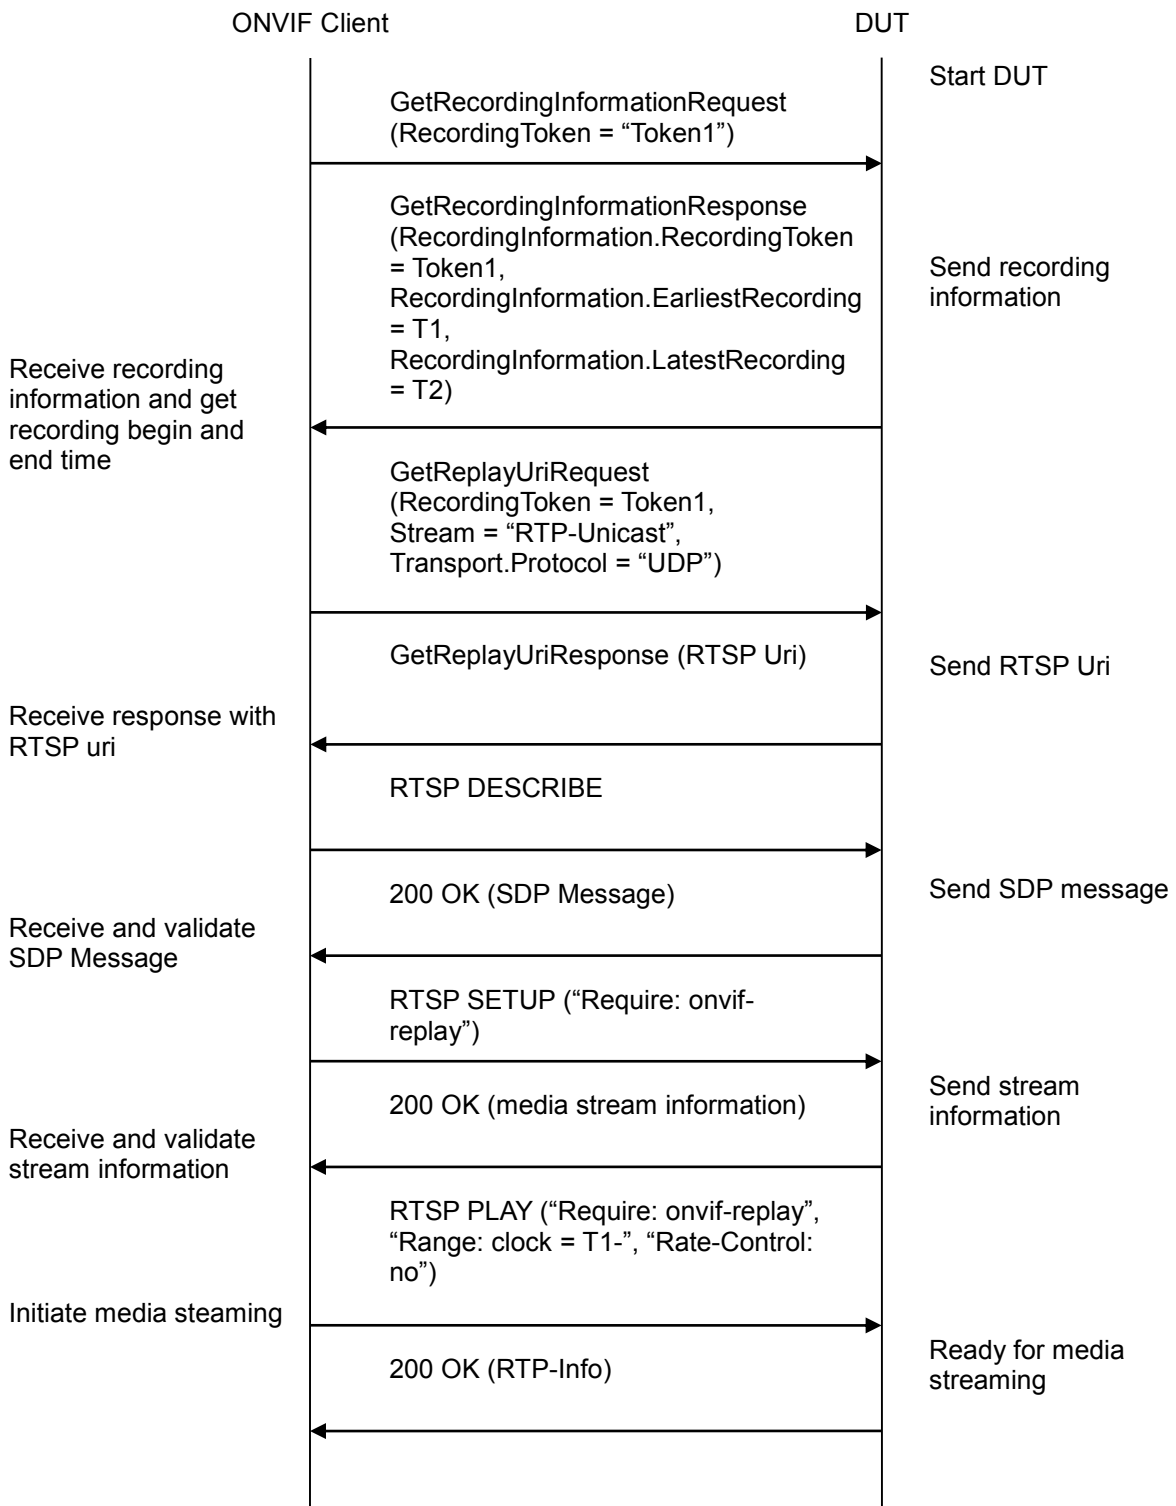 ONVIF Client
DUT
Start DUT
GetRecordingInformationRequest
(RecordingToken = “Token1”)
GetRecordingInformationResponse
(RecordingInformation.RecordingToken
= Token1,
RecordingInformation.EarliestRecording
= T1,
RecordingInformation.LatestRecording
= T2)
Send recording
information
Receive recording
information and get
recording begin and
end time
GetReplayUriRequest
(RecordingToken = Token1,
Stream = “RTP-Unicast”,
Transport.Protocol = “UDP”)
GetReplayUriResponse (RTSP Uri)
Send RTSP Uri
Receive response with
RTSP uri
RTSP DESCRIBE
200 OK (SDP Message)
Send SDP message
Receive and validate
SDP Message
RTSP SETUP (“Require: onvif-
replay”)
200 OK (media stream information)
Send stream
information
Receive and validate
stream information
RTSP PLAY (“Require: onvif-replay”,
“Range: clock = T1-”, “Rate-Control:
no”)
Initiate media steaming
200 OK (RTP-Info)
Ready for media
streaming